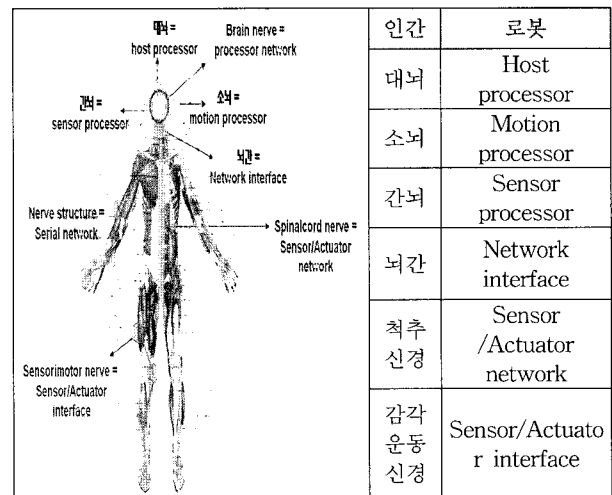 대뇌 =
host processor
Brain nerve =
processor network
간뇌 =
sensor processor
소뇌 =
motion processor
뇌간 =
Network interface
Nerve structure =
Serial network
Spinalcord nerve =
Sensor/Actuator
network
Sensorimotor nerve =
Sensor/Actuator
interface
인간 로봇
대뇌 Host
processor
소뇌 Motion
processor
간뇌 Sensor
processor
뇌간 Network
interface
척추
신경 Sensor
/Actuator
network
감각
운동
신경 Sensor/Actuato
r interface